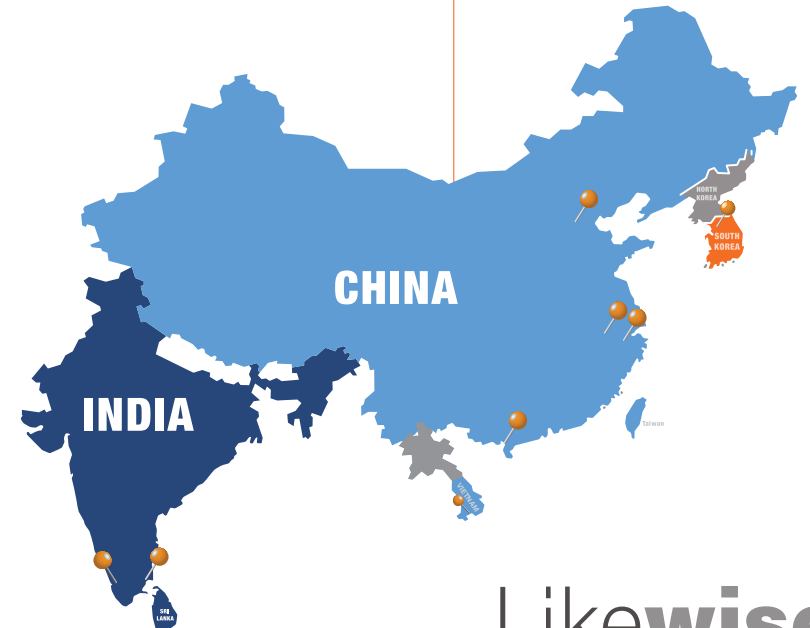 NORTH
KOREA
SOUTH
KOREA
CHINA
INDIA
Taiwan
VIETNAM
SRI
LANKA
Likewise